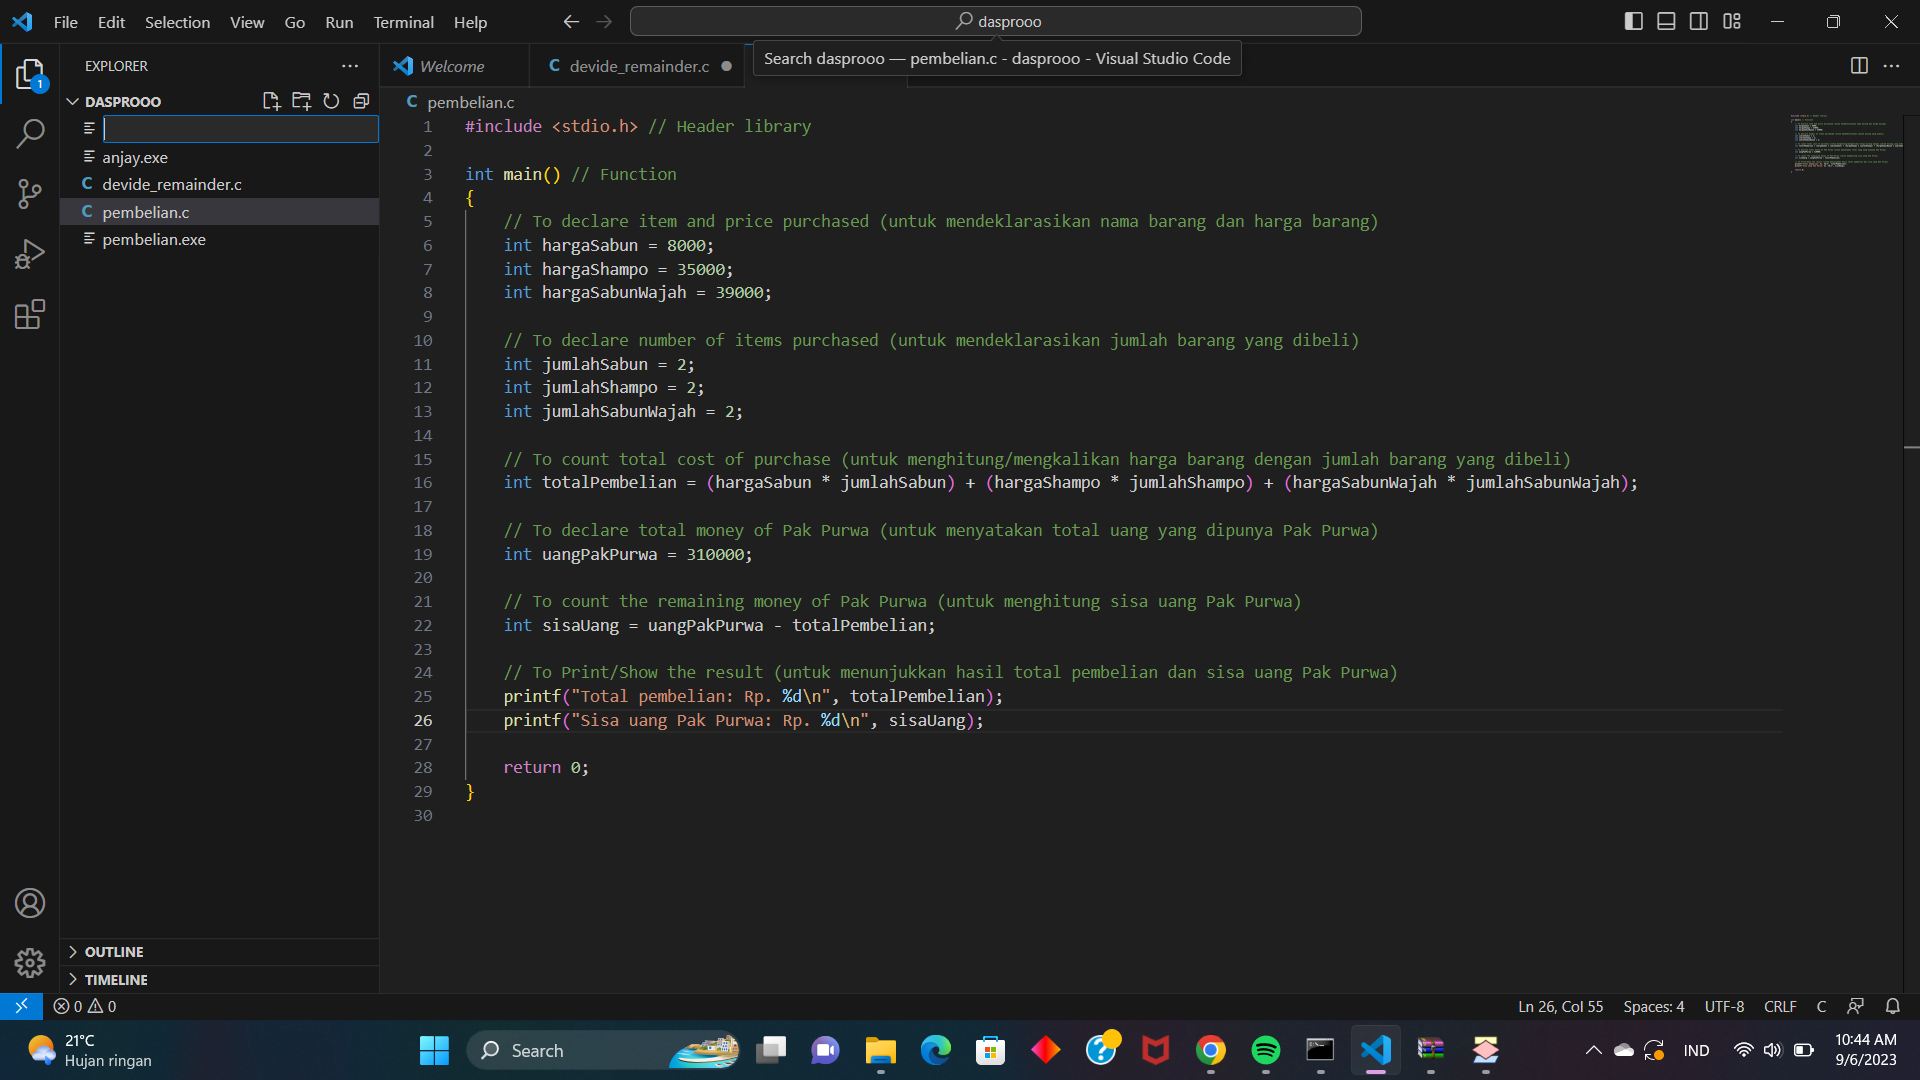 File Edit Selection View Go Run Terminal Help
dasprooo
EXPLORER
Welcome
devide_remainder.c
Search dasprooo — pembelian.c - dasprooo - Visual Studio Code
DASPROOO
anjay.exe
devide_remainder.c
pembelian.c
pembelian.exe
pembelian.c
1 #include <stdio.h> // Header library
2
3 int main() // Function
4 {
5 // To declare item and price purchased (untuk mendeklarasikan nama barang dan harga barang)
6 int hargaSabun = 8000;
7 int hargaShampo = 35000;
8 int hargaSabunWajah = 39000;
9
10 // To declare number of items purchased (untuk mendeklarasikan jumlah barang yang dibeli)
11 int jumlahSabun = 2;
12 int jumlahShampo = 2;
13 int jumlahSabunWajah = 2;
14
15 // To count total cost of purchase (untuk menghitung/mengkalikan harga barang dengan jumlah barang yang dibeli)
16 int totalPembelian = (hargaSabun * jumlahSabun) + (hargaShampo * jumlahShampo) + (hargaSabunWajah * jumlahSabunWajah);
17
18 // To declare total money of Pak Purwa (untuk menyatakan total uang yang dipunya Pak Purwa)
19 int uangPakPurwa = 310000;
20
21 // To count the remaining money of Pak Purwa (untuk menghitung sisa uang Pak Purwa)
22 int sisaUang = uangPakPurwa - totalPembelian;
23
24 // To Print/Show the result (untuk menunjukkan hasil total pembelian dan sisa uang Pak Purwa)
25 printf("Total pembelian: Rp. %d\n", totalPembelian);
26 printf("Sisa uang Pak Purwa: Rp. %d\n", sisaUang);
27
28 return 0;
29 }
30
OUTLINE
TIMELINE
0 0
Ln 26, Col 55 Spaces: 4 UTF-8 CRLF C
21°C
Hujan ringan
Search
IND
10:44 AM
9/6/2023